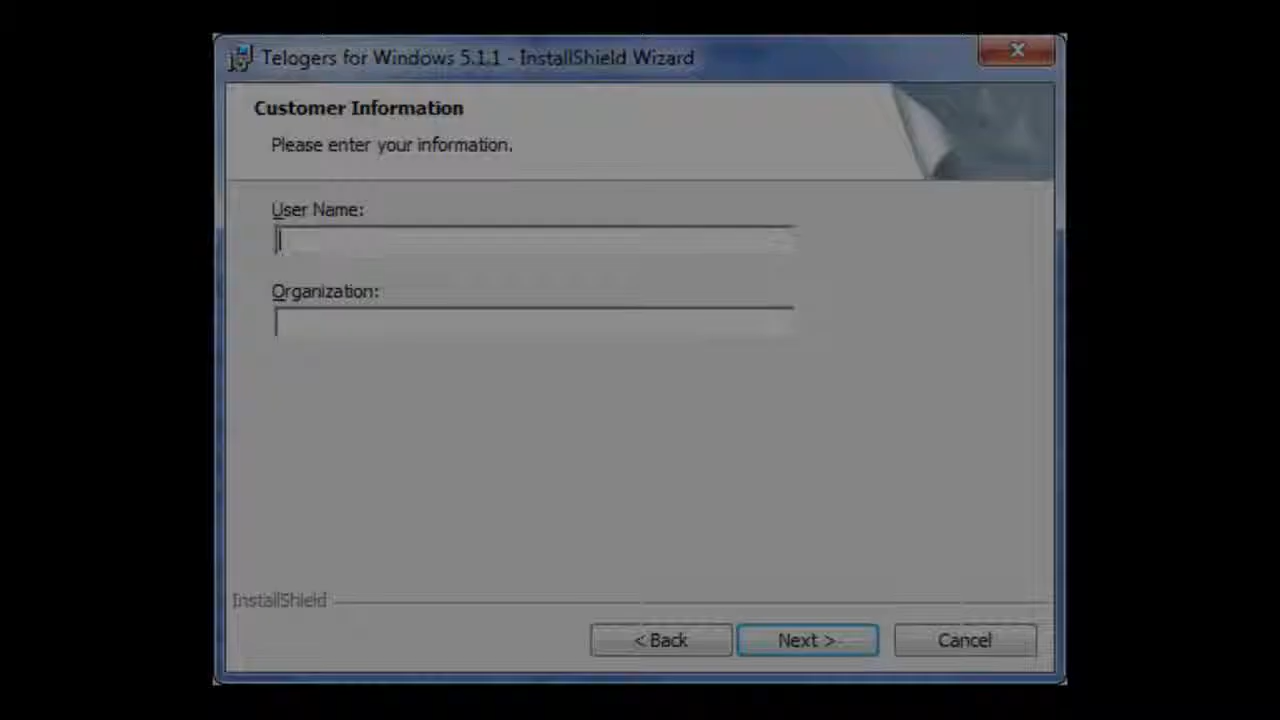 Telogers for Windows 5.1.1 - InstallShield Wizard
Customer Information
Please enter your information.
User Name:
Organization:
InstallShield
< Back Next > Cancel